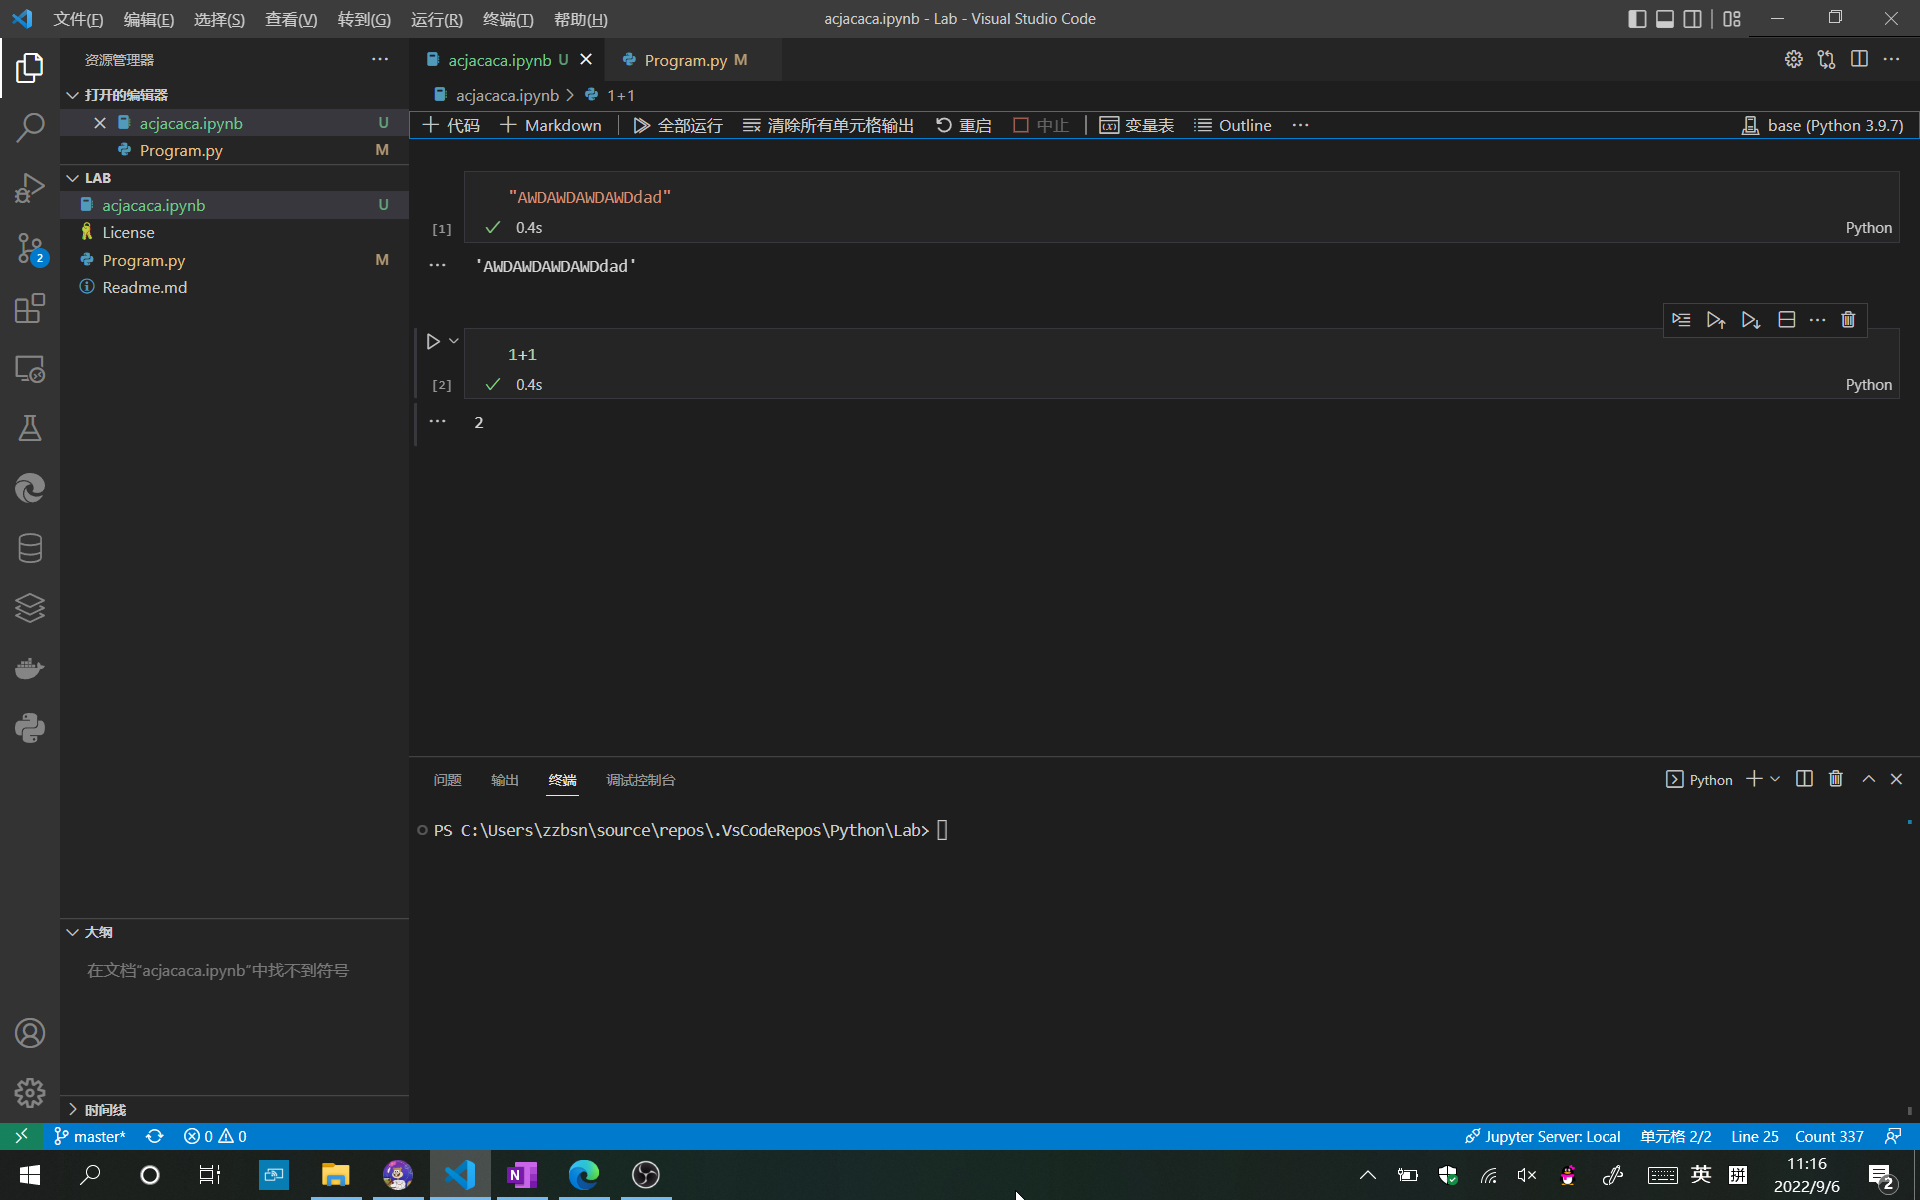 文件(F) 编辑(E) 选择(S) 查看(V) 转到(G) 运行(R) 终端(T) 帮助(H) acjacaca.ipynb - Lab - Visual Studio Code
资源管理器
打开的编辑器
acjacaca.ipynb U
Program.py M
LAB
acjacaca.ipynb U
License
Program.py M
Readme.md
acjacaca.ipynb U Program.py M
acjacaca.ipynb > 1+1
代码 Markdown 全部运行 清除所有单元格输出 重启 中止 变量表 Outline base (Python 3.9.7)
"AWDAWDAWDAWDdad"
[1] 0.4s Python
'AWDAWDAWDAWDdad'
1+1
[2] 0.4s Python
2
问题 输出 终端 调试控制台 Python
PS C:\Users\zzbsn\source\repos\.VsCodeRepos\Python\Lab>
大纲
在文档"acjacaca.ipynb"中找不到符号
时间线
2
master* 0 0 Jupyter Server: Local 单元格 2/2 Line 25 Count 337
N
英 拼 11:16
2022/9/6 2